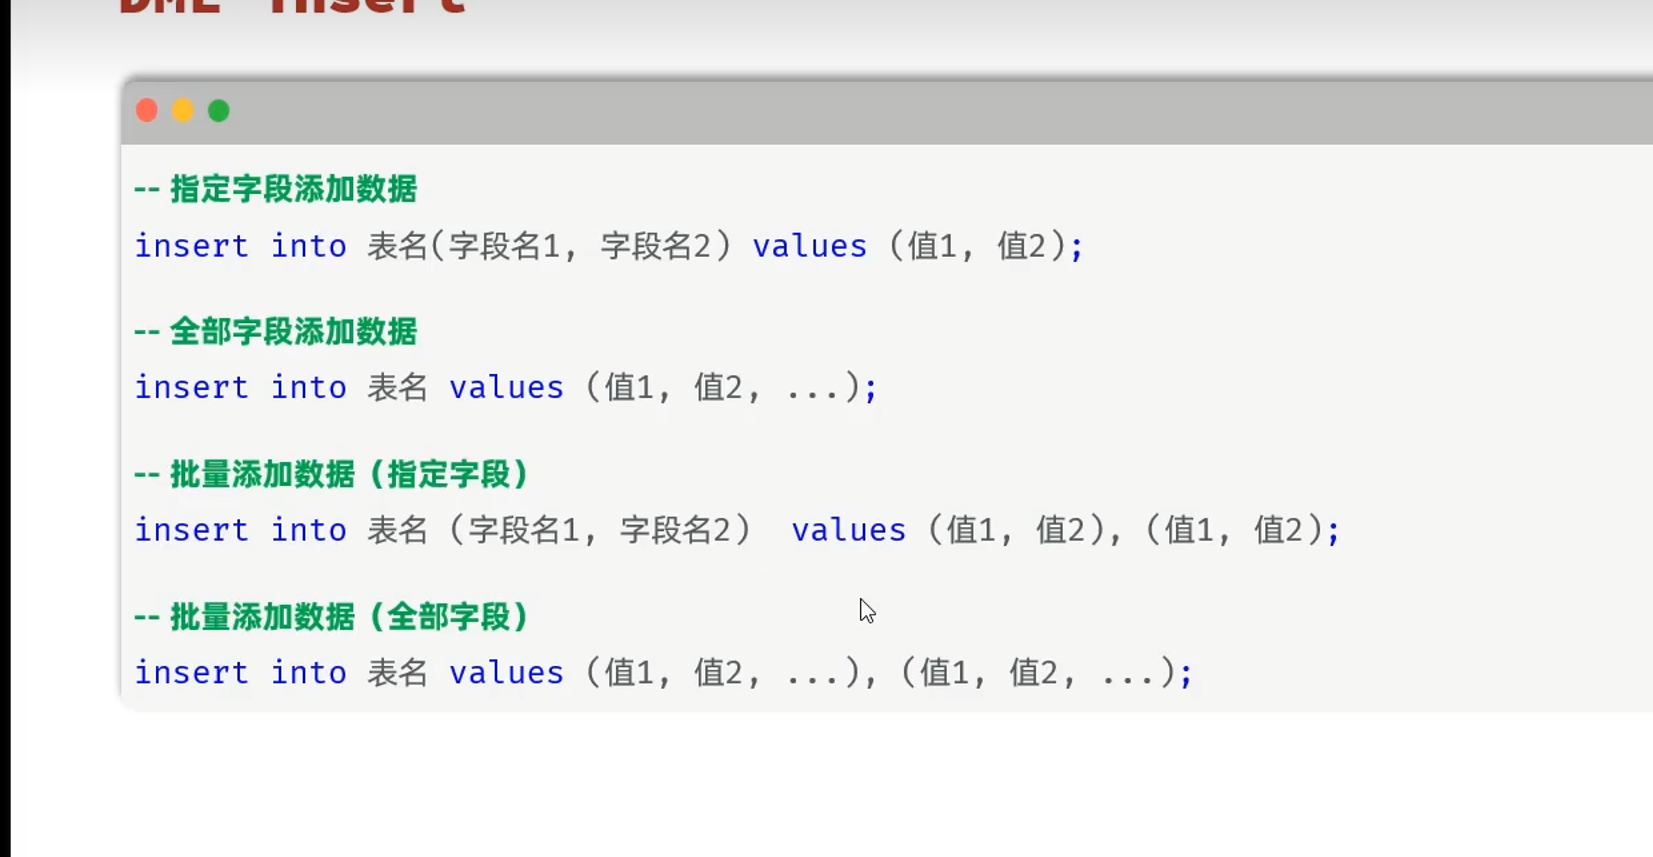 DML insert
-- 指定字段添加数据
insert into 表名(字段名1, 字段名2) values (值1, 值2);
-- 全部字段添加数据
insert into 表名 values (值1, 值2, ...);
-- 批量添加数据（指定字段）
insert into 表名 (字段名1, 字段名2) values (值1, 值2), (值1, 值2);
-- 批量添加数据（全部字段）
insert into 表名 values (值1, 值2, ...), (值1, 值2, ...);